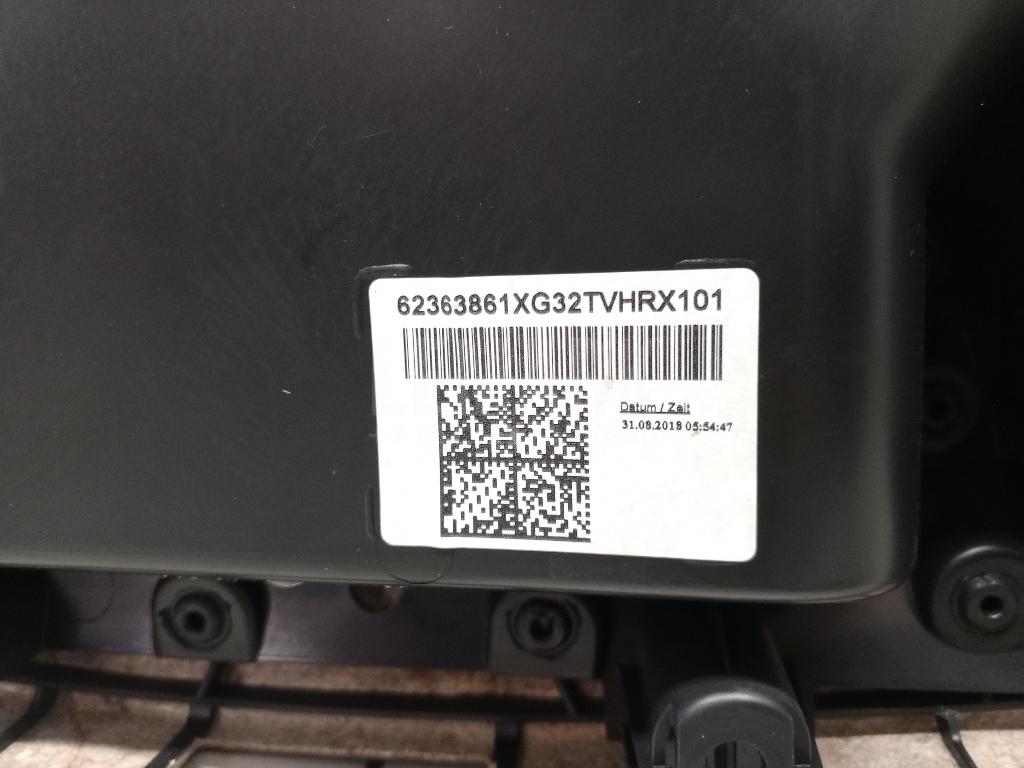 62363861XG32TVHRX101
Datum / Zeit
31.08.2018 05:54:47